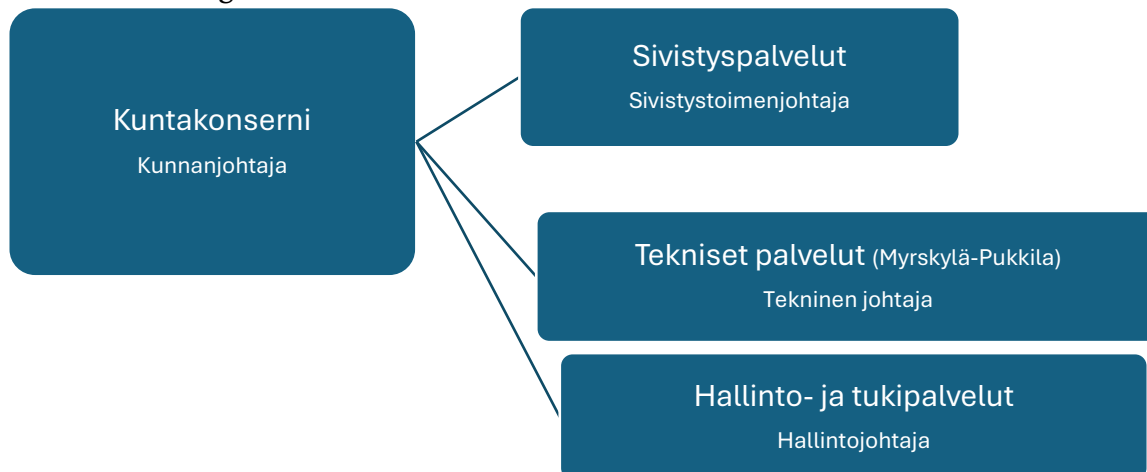 Kuntakonserni
Kunnanjohtaja
Sivistyspalvelut
Sivistystoimenjohtaja
Tekniset palvelut (Myrskylä-Pukkila)
Tekninen johtaja
Hallinto- ja tukipalvelut
Hallintojohtaja